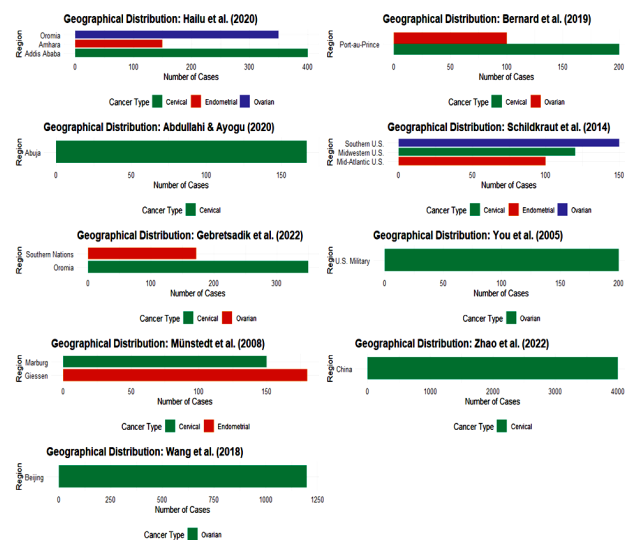 Geographical Distribution: Hailu et al. (2020)
Region
Oromia
Amhara
Addis Ababa
0 100 200 300 400
Number of Cases
Cancer Type Cervical Endometrial Ovarian
Geographical Distribution: Bernard et al. (2019)
Region
Port-au-Prince
0 50 100 150 200
Number of Cases
Cancer Type Cervical Ovarian
Geographical Distribution: Abdullahi & Ayogu (2020)
Region
Abuja
0 50 100 150
Number of Cases
Cancer Type Cervical
Geographical Distribution: Schildkraut et al. (2014)
Region
Southern U.S.
Midwestern U.S.
Mid-Atlantic U.S.
0 50 100 150
Number of Cases
Cancer Type Cervical Endometrial Ovarian
Geographical Distribution: Gebretsadik et al. (2022)
Region
Southern Nations
Oromia
0 100 200 300
Number of Cases
Cancer Type Cervical Ovarian
Geographical Distribution: You et al. (2005)
Region
U.S. Military
0 50 100 150 200
Number of Cases
Cancer Type Ovarian
Geographical Distribution: Münstedt et al. (2008)
Region
Marburg
Giessen
0 50 100 150
Number of Cases
Cancer Type Cervical Endometrial
Geographical Distribution: Zhao et al. (2022)
Region
China
0 1000 2000 3000 4000
Number of Cases
Cancer Type Cervical
Geographical Distribution: Wang et al. (2018)
Region
Beijing
0 250 500 750 1000 1250
Number of Cases
Cancer Type Ovarian